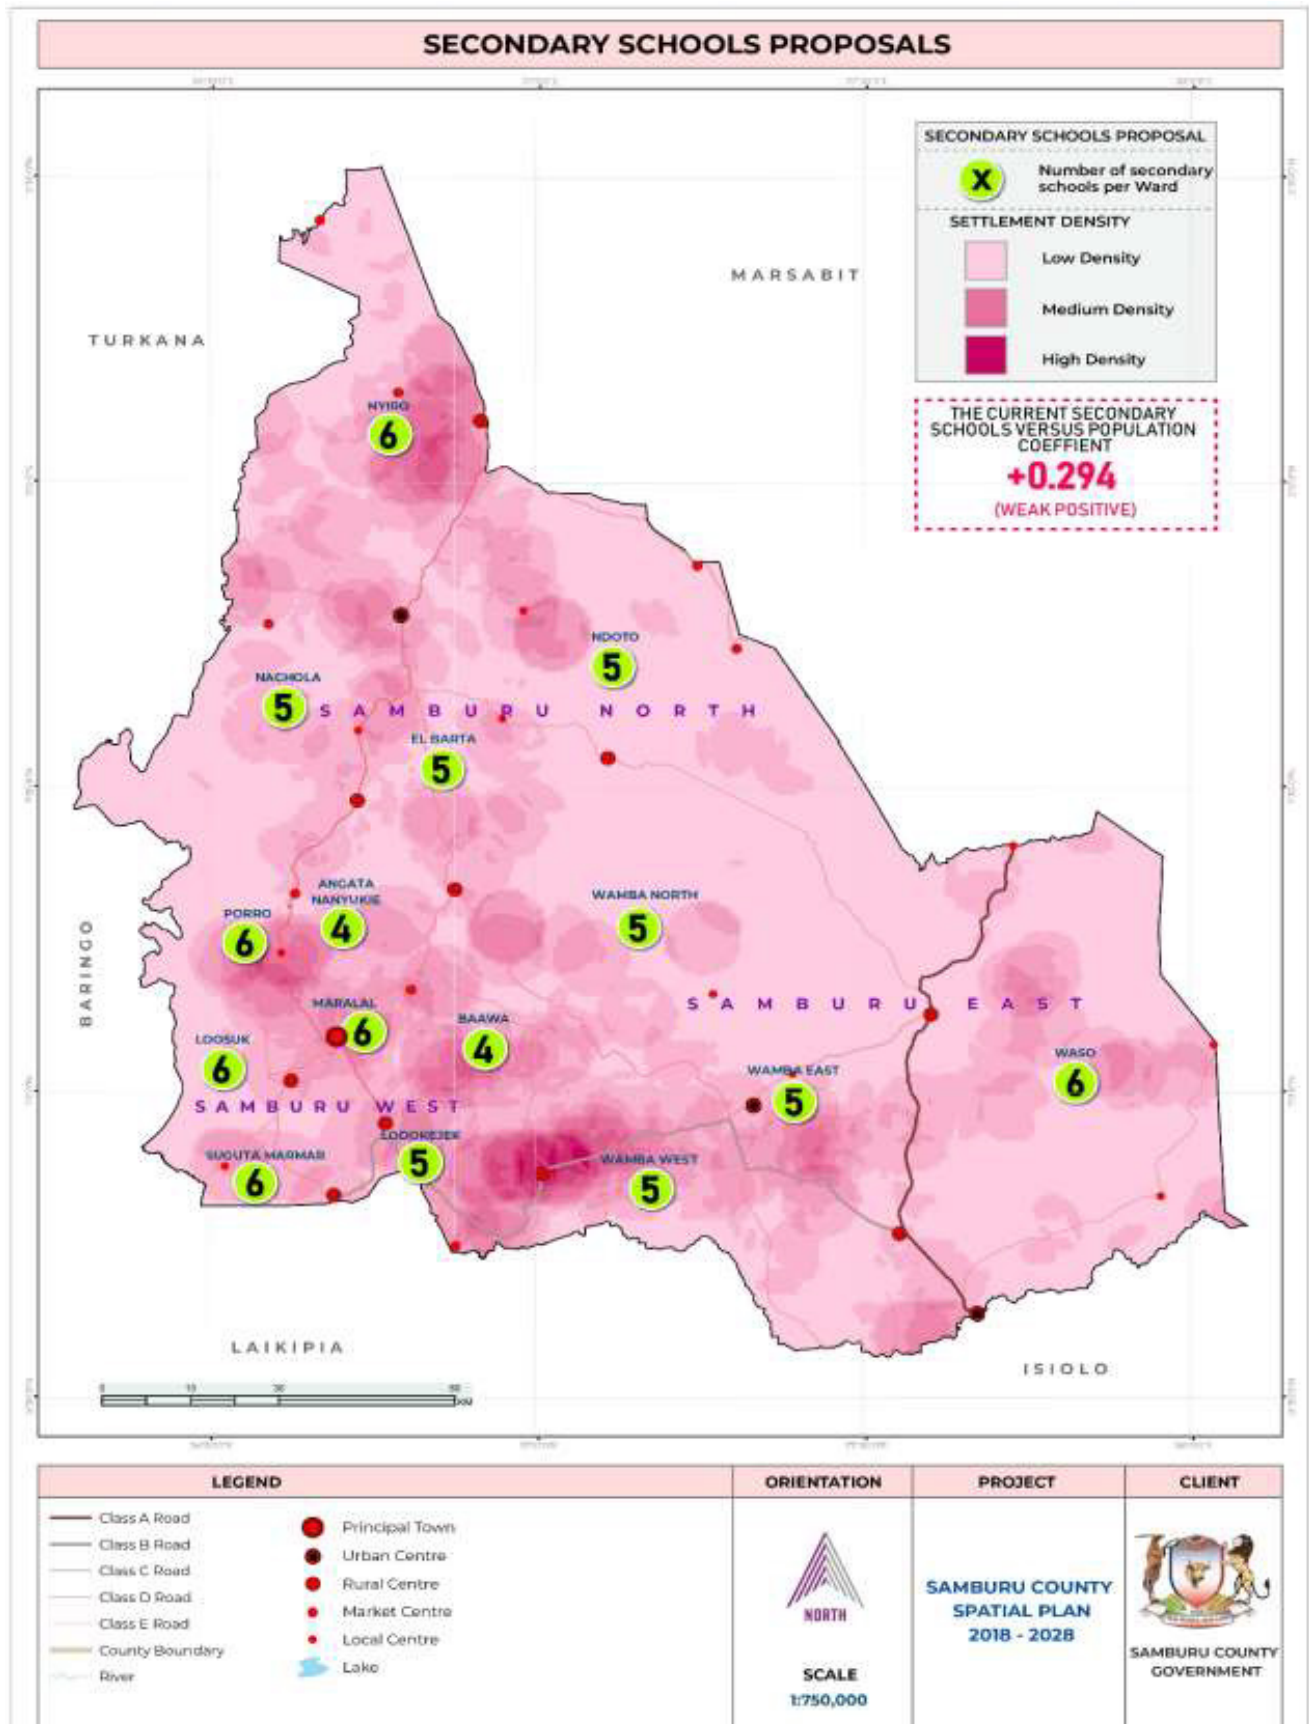 SECONDARY SCHOOLS PROPOSALS
SECONDARY SCHOOLS PROPOSAL
X
Number of secondary
schools per Ward
SETTLEMENT DENSITY
Low Density
Medium Density
High Density
THE CURRENT SECONDARY
SCHOOLS VERSUS POPULATION
COEFFIENT
+0.294
(WEAK POSITIVE)
MARSABIT
TURKANA
NYIRO
6
NDOTO
5
NACHOLA
5
SAMBURU NORTH
EL BARTA
5
ANGATA
NANYUKIE
4
WAMBA NORTH
5
PORRO
6
BARINGO
SAMBURU EAST
MARALAL
6
BAAWA
4
LOOSUK
6
WASO
6
WAMBA EAST
5
SAMBURU WEST
LODOKEJEK
5
SUGUTA MARMAR
6
WAMBA WEST
5
LAIKIPIA
ISIOLO
LEGEND
Class A Road
Class B Road
Class C Road
Class D Road
Class E Road
County Boundary
River
Principal Town
Urban Centre
Rural Centre
Market Centre
Local Centre
Lake
ORIENTATION
NORTH
SCALE
1:750,000
PROJECT
SAMBURU COUNTY
SPATIAL PLAN
2018 - 2028
CLIENT
SAMBURU COUNTY
GOVERNMENT